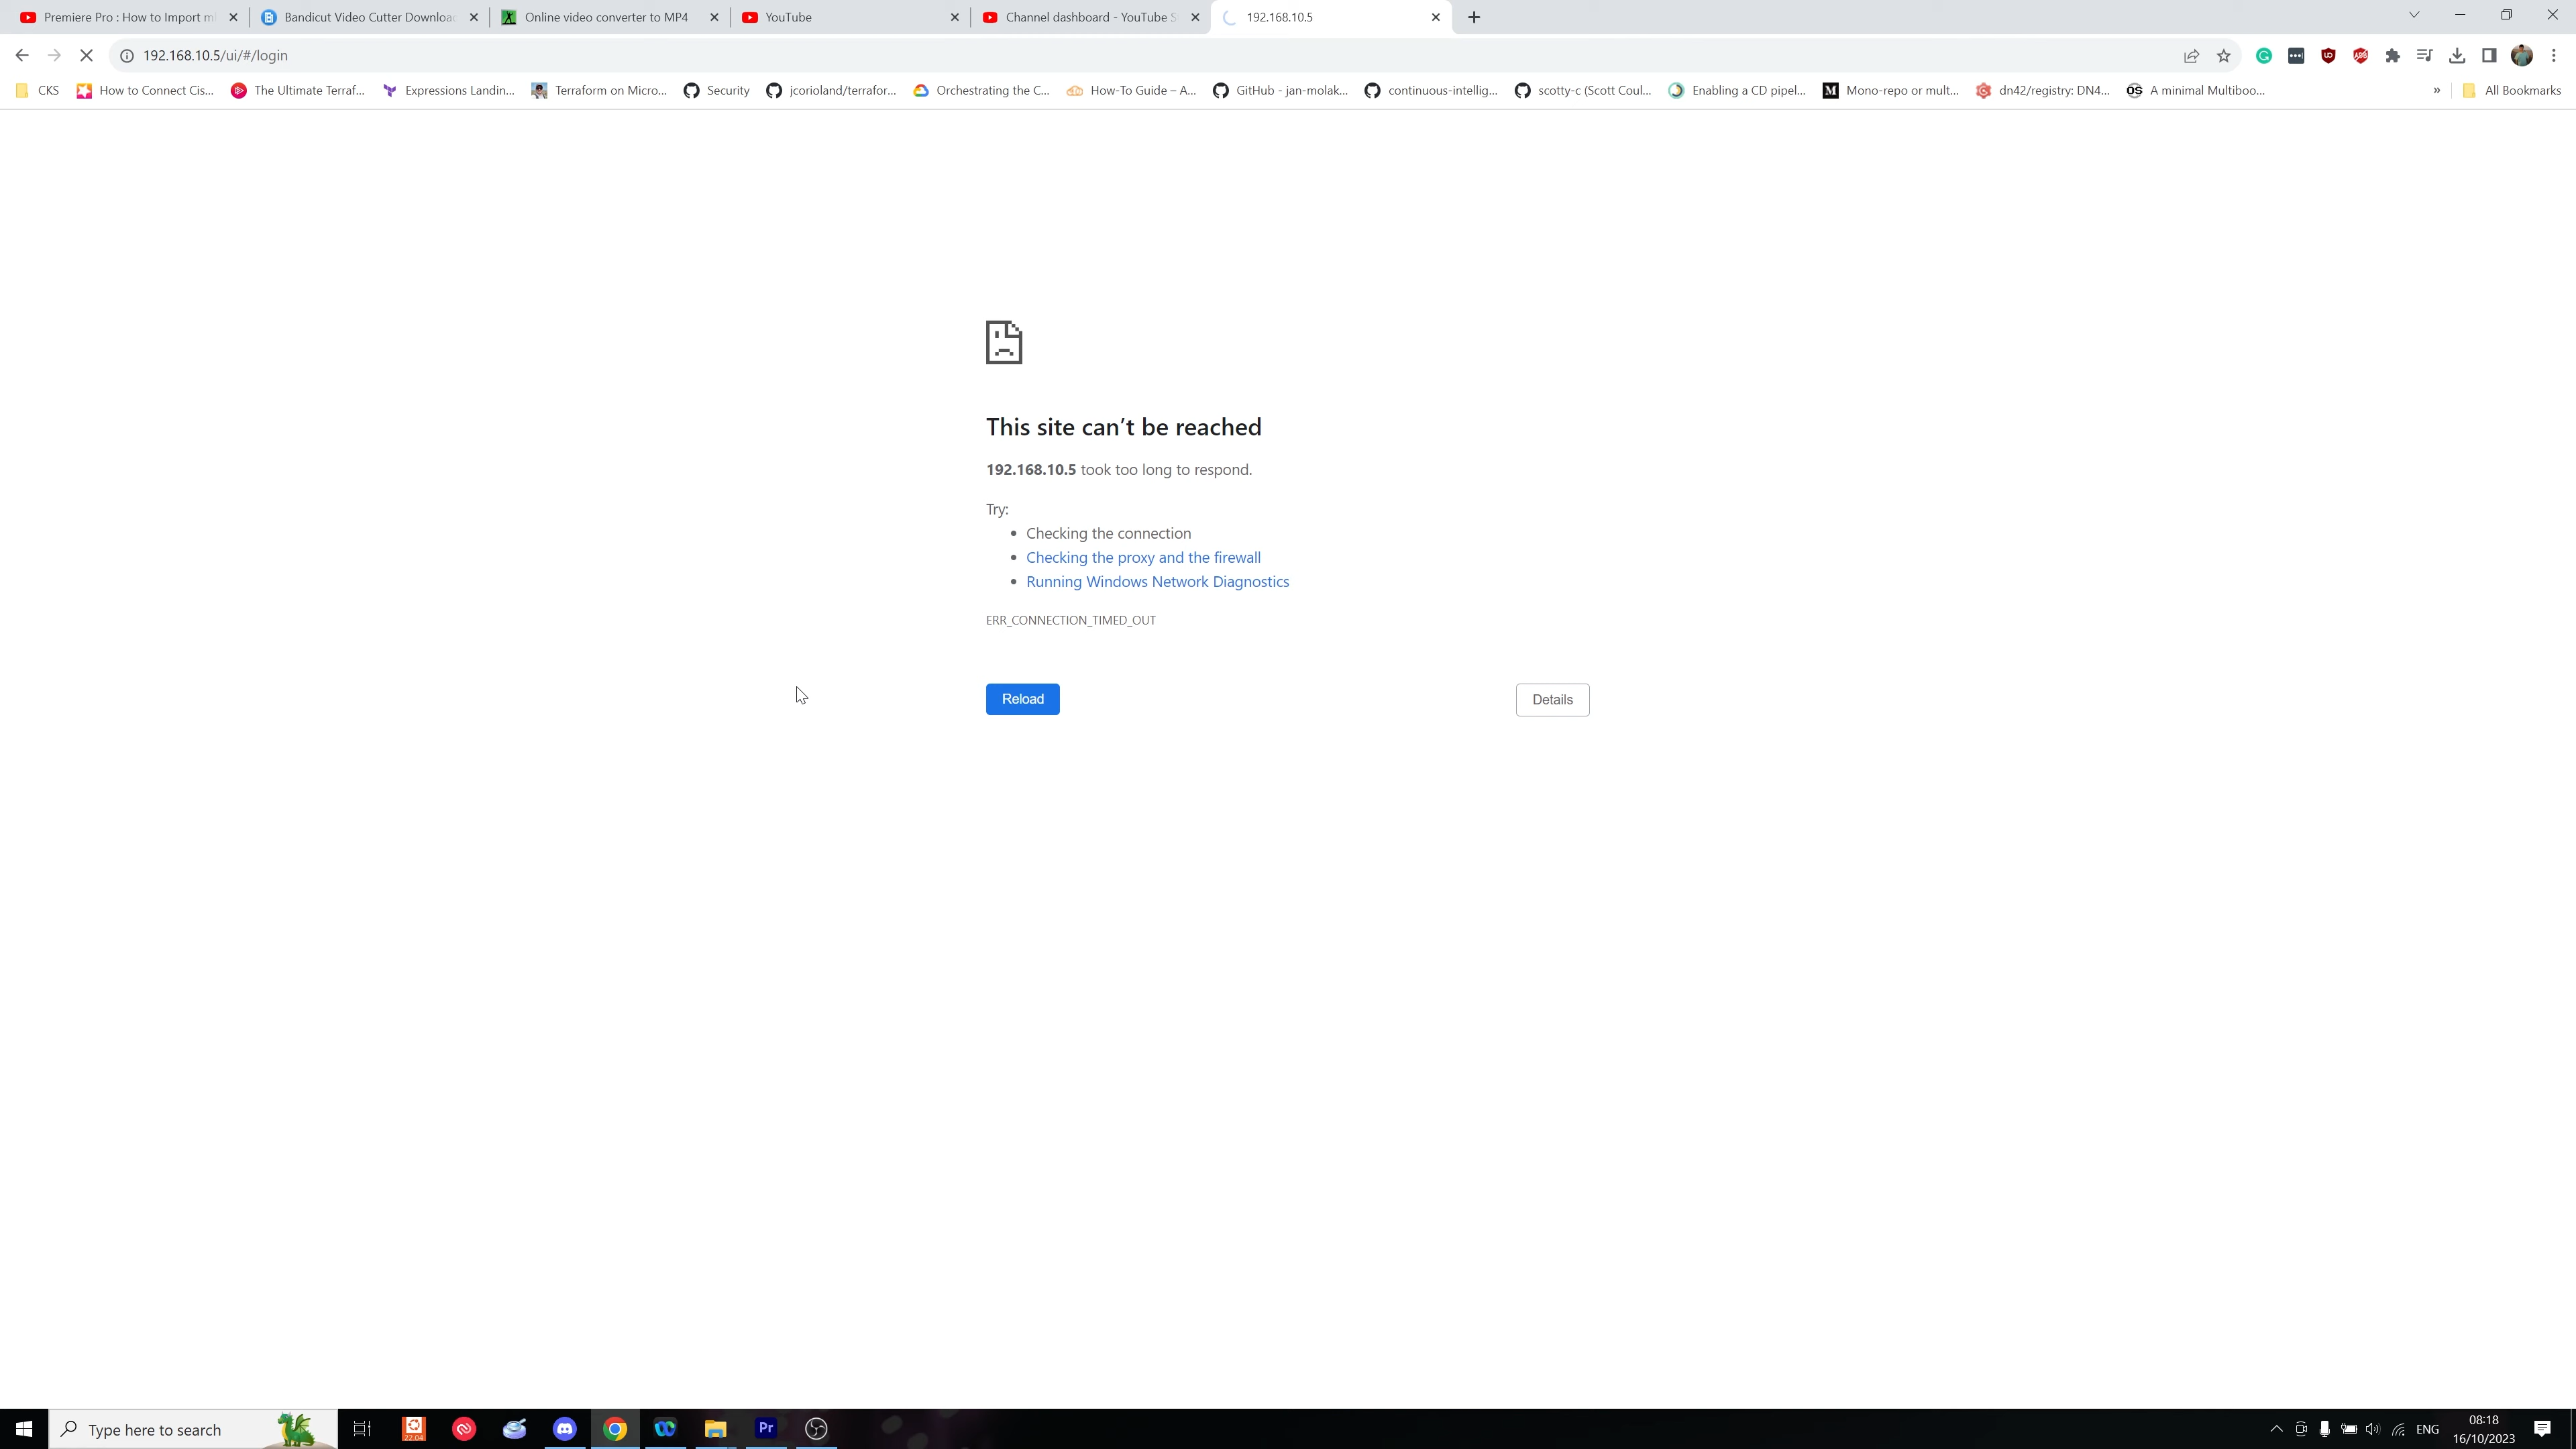 Premiere Pro : How to Import m
Bandicut Video Cutter Downloa
Online video converter to MP4
YouTube
Channel dashboard - YouTube S
192.168.10.5
192.168.10.5/ui/#/login
CKS
How to Connect Cis...
The Ultimate Terraf...
Expressions Landin...
Terraform on Micro...
Security
jcorioland/terrafor...
Orchestrating the C...
How-To Guide – A...
GitHub - jan-molak...
continuous-intellig...
scotty-c (Scott Coul...
Enabling a CD pipel...
Mono-repo or mult...
dn42/registry: DN4...
A minimal Multiboo...
»
All Bookmarks
This site can't be reached
192.168.10.5 took too long to respond.
Try:
• Checking the connection
• Checking the proxy and the firewall
• Running Windows Network Diagnostics
ERR_CONNECTION_TIMED_OUT
Reload
Details
Type here to search
22.04
Pr
ENG
08:18
16/10/2023